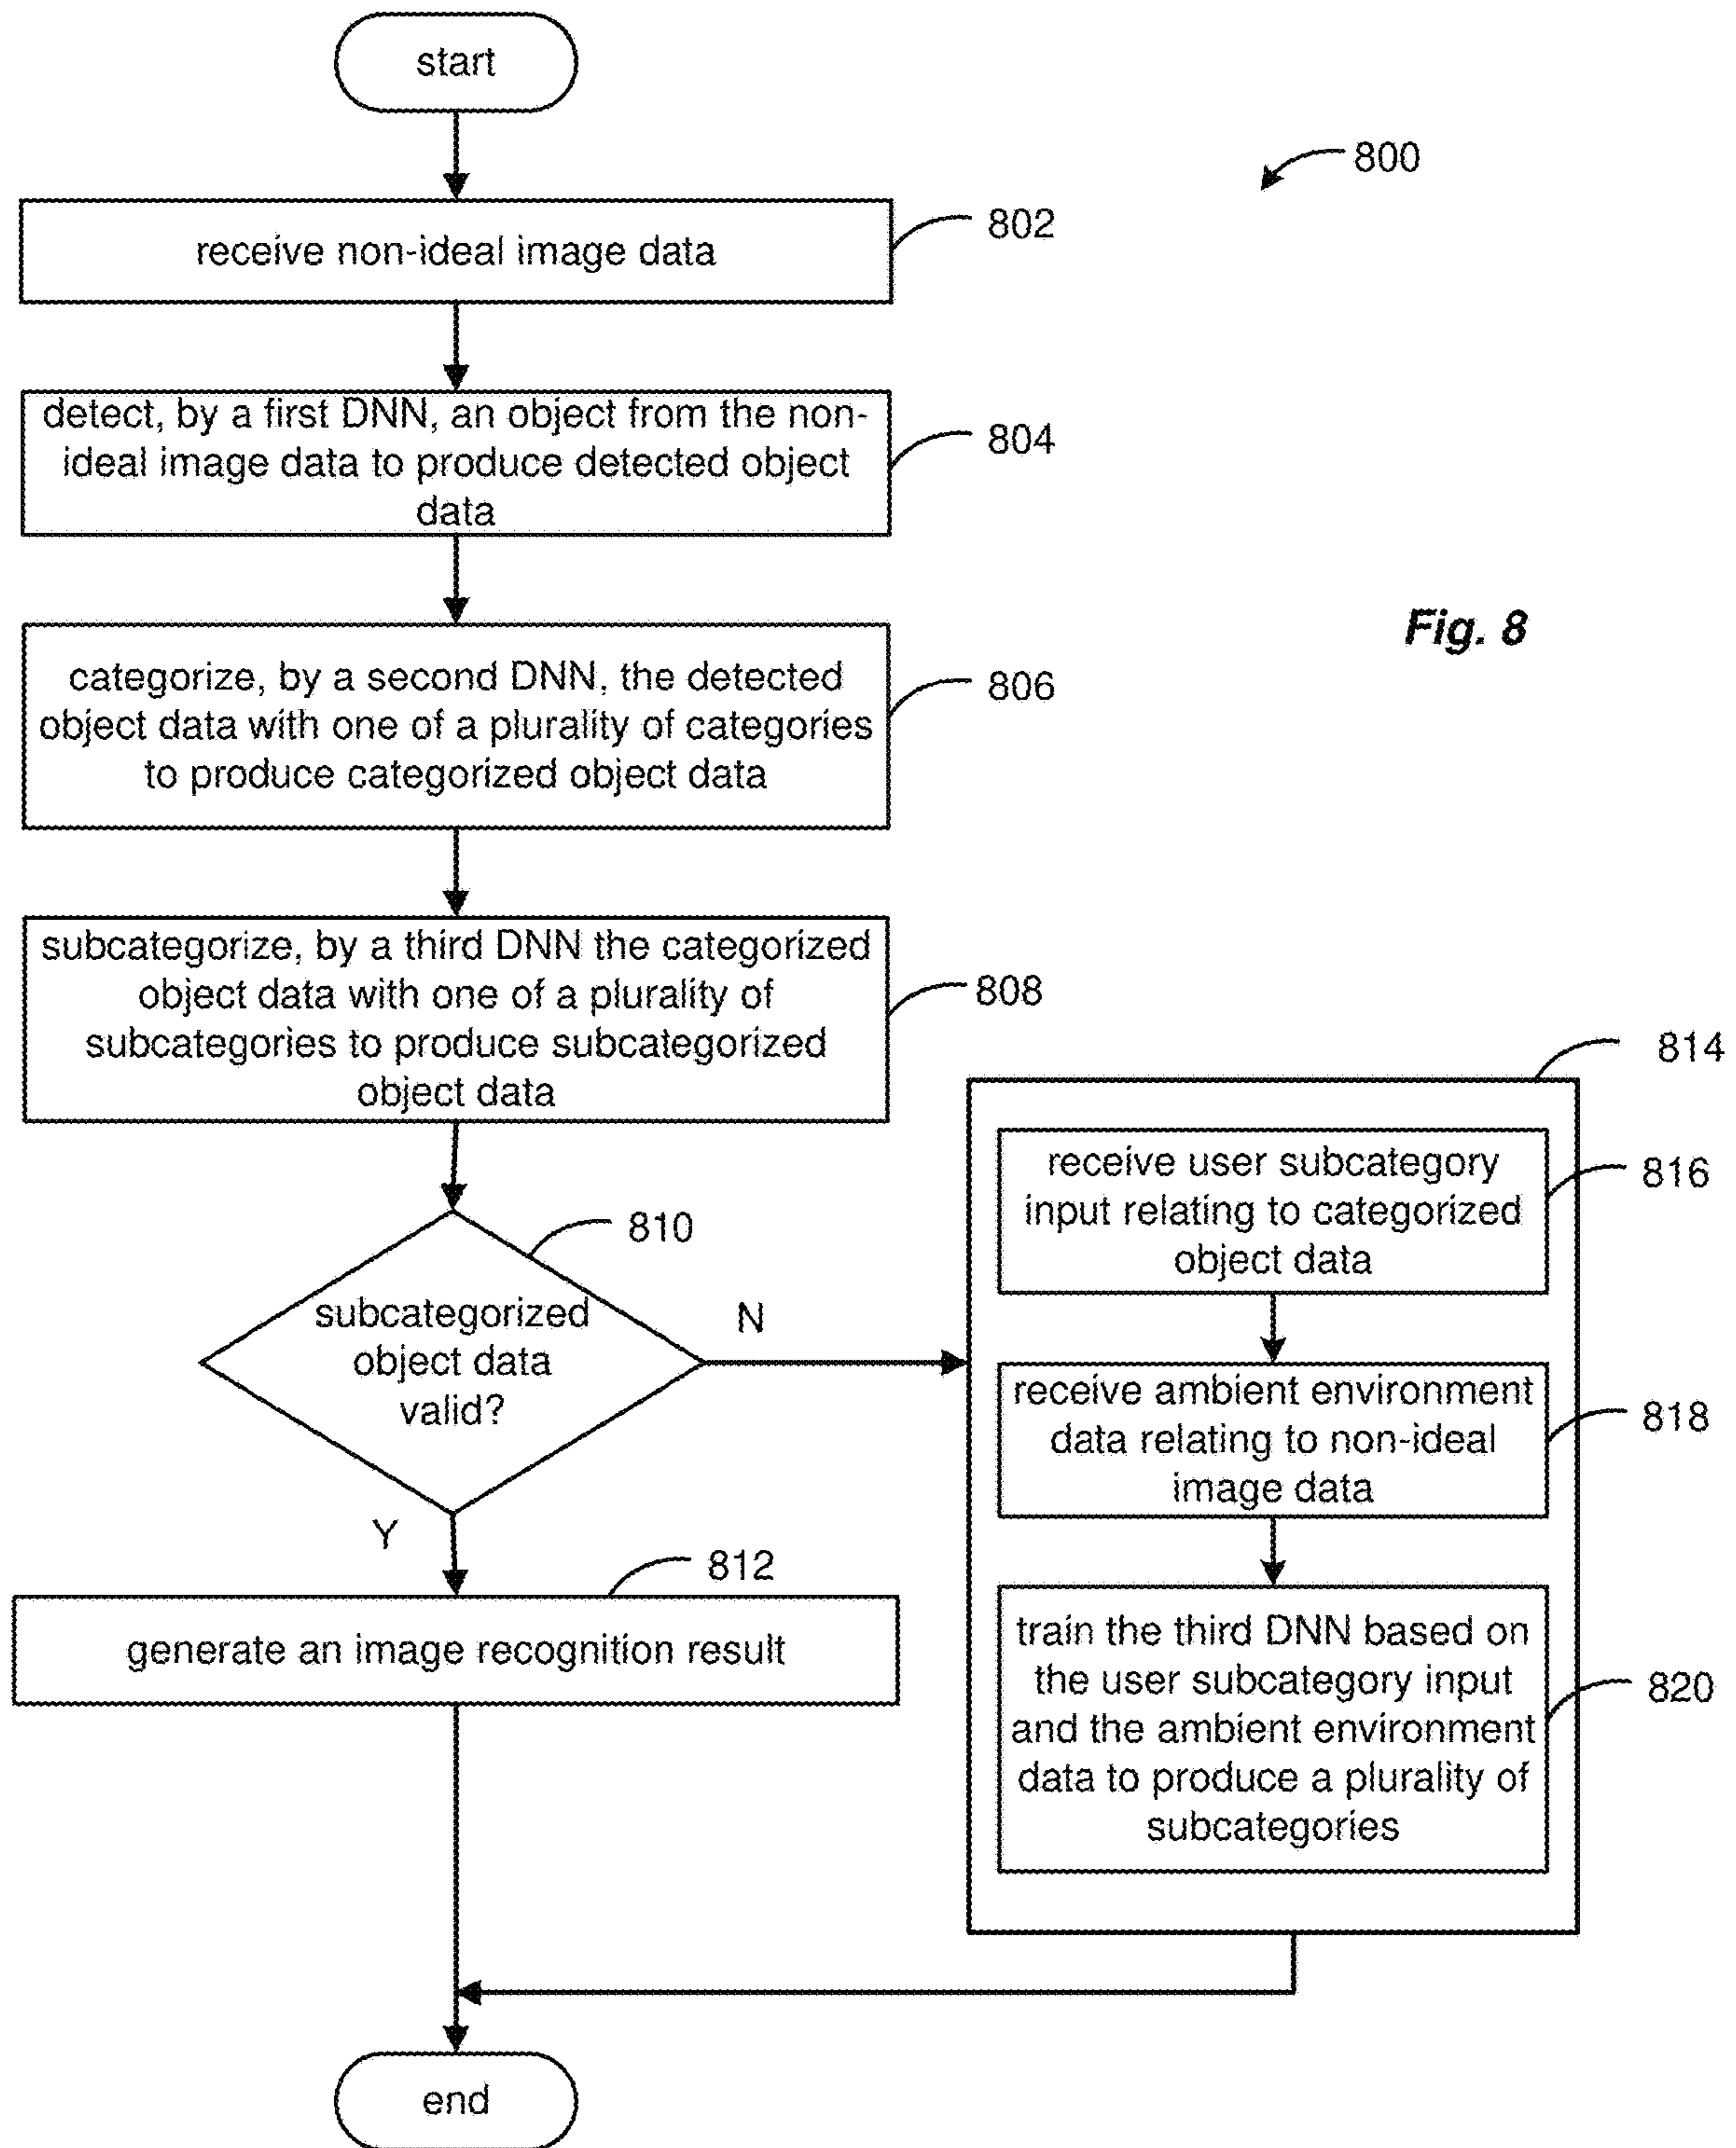 start
800
802
receive non-ideal image data
detect, by a first DNN, an object from the non-
ideal image data to produce detected object
data
804
Fig. 8
categorize, by a second DNN, the detected
object data with one of a plurality of categories
to produce categorized object data
806
subcategorize, by a third DNN the categorized
object data with one of a plurality of
subcategories to produce subcategorized
object data
808
810
subcategorized
object data
valid?
N
Y
812
generate an image recognition result
814
receive user subcategory
input relating to categorized
object data
816
receive ambient environment
data relating to non-ideal
image data
818
train the third DNN based on
the user subcategory input
and the ambient environment
data to produce a plurality of
subcategories
820
end